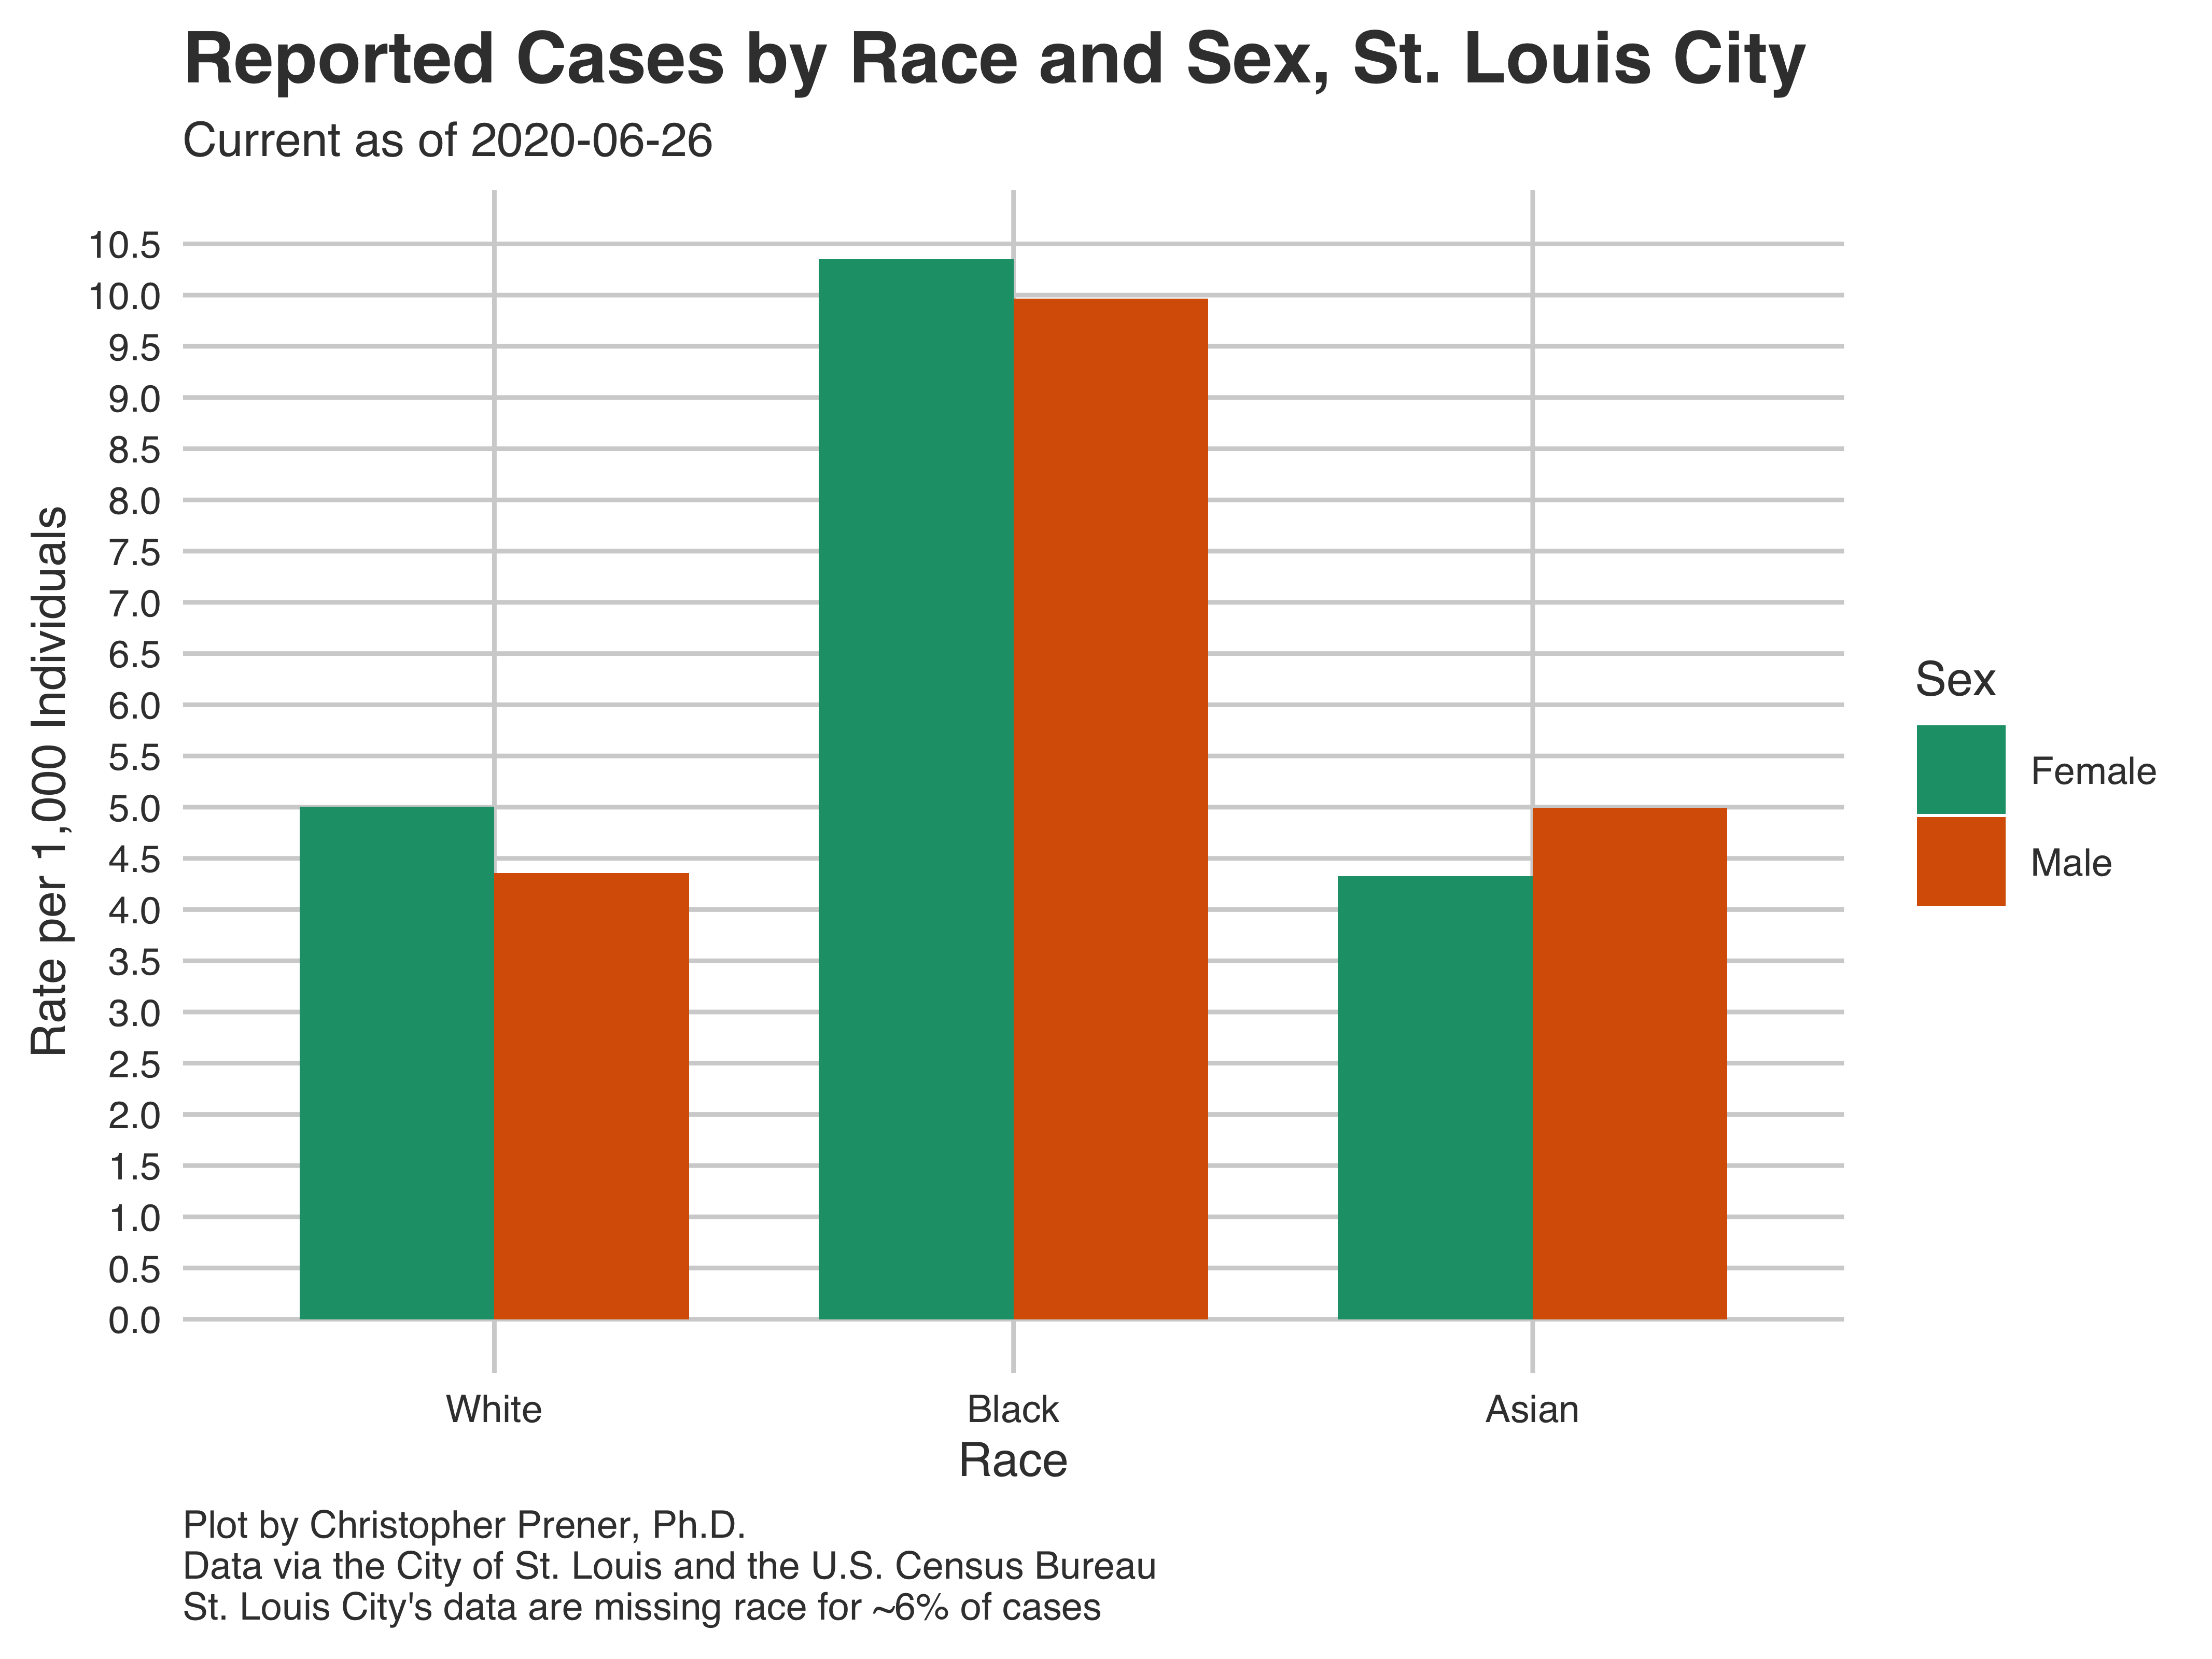 Reported Cases by Race and Sex, St. Louis City
Current as of 2020-06-26
Rate per 1,000 Individuals
10.5
10.0
9.5
9.0
8.5
8.0
7.5
7.0
6.5
6.0
5.5
5.0
4.5
4.0
3.5
3.0
2.5
2.0
1.5
1.0
0.5
0.0
White
Black
Asian
Race
Sex
Female
Male
Plot by Christopher Prener, Ph.D.
Data via the City of St. Louis and the U.S. Census Bureau
St. Louis City's data are missing race for ~6% of cases